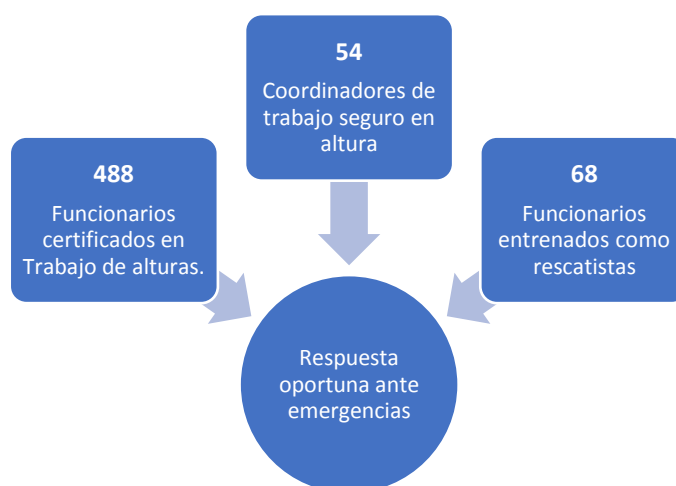 54
Coordinadores de
trabajo seguro en
altura
488
Funcionarios
certificados en
Trabajo de alturas.
68
Funcionarios
entrenados como
rescatistas
Respuesta
oportuna ante
emergencias